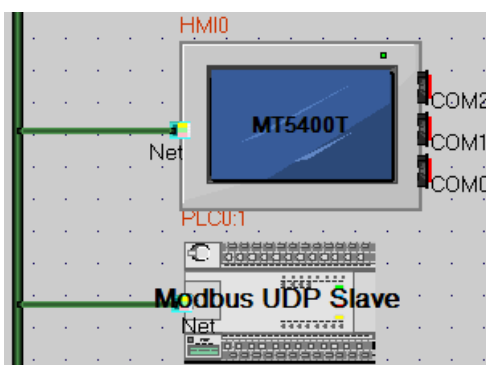 HMI0
MT5400T
COM2
COM1
COM0
Net
PLC0:1
Modbus UDP Slave
Net